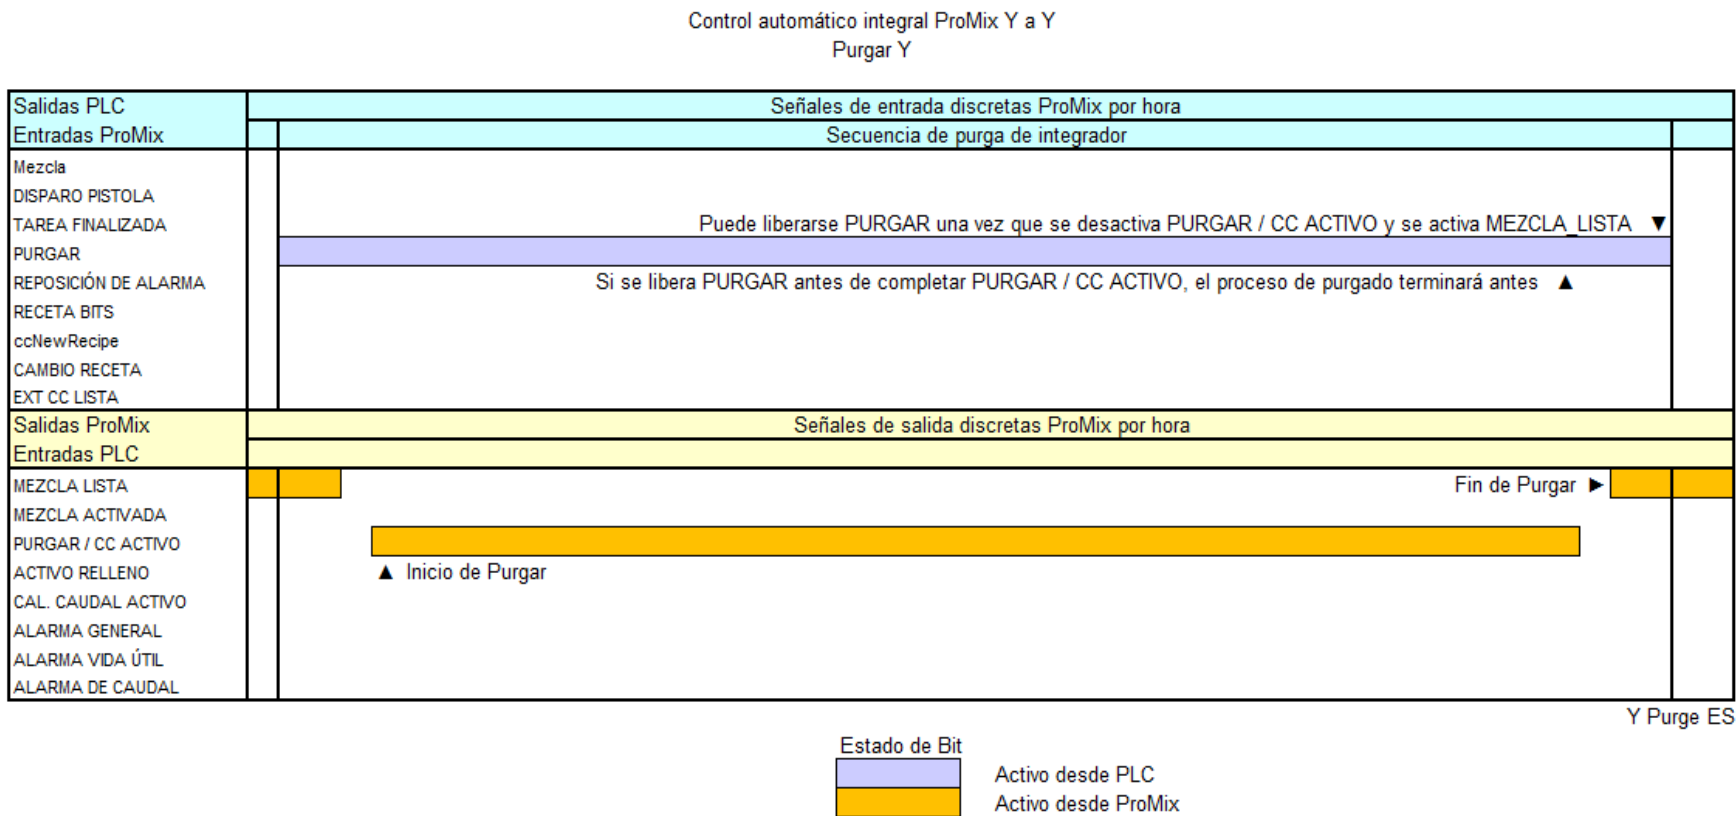 Control automático integral ProMix Y a Y
Purgar Y
Salidas PLC
Señales de entrada discretas ProMix por hora
Entradas ProMix
Secuencia de purga de integrador
Mezcla
DISPARO PISTOLA
TAREA FINALIZADA
Puede liberarse PURGAR una vez que se desactiva PURGAR / CC ACTIVO y se activa MEZCLA_LISTA ▼
PURGAR
REPOSICIÓN DE ALARMA
Si se libera PURGAR antes de completar PURGAR / CC ACTIVO, el proceso de purgado terminará antes ▲
RECETA BITS
ccNewRecipe
CAMBIO RECETA
EXT CC LISTA
Salidas ProMix
Señales de salida discretas ProMix por hora
Entradas PLC
MEZCLA LISTA
Fin de Purgar ►
MEZCLA ACTIVADA
PURGAR / CC ACTIVO
ACTIVO RELLENO
▲ Inicio de Purgar
CAL. CAUDAL ACTIVO
ALARMA GENERAL
ALARMA VIDA ÚTIL
ALARMA DE CAUDAL
Y Purge ES
Estado de Bit
Activo desde PLC
Activo desde ProMix